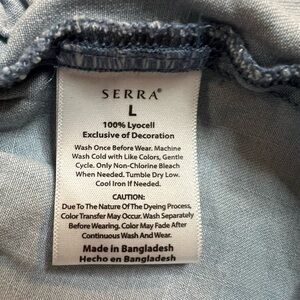 SERRA®
L
100% Lyocell
Exclusive of Decoration
Wash Once Before Wear. Machine
Wash Cold with Like Colors, Gentle
Cycle. Only Non-Chlorine Bleach
When Needed. Tumble Dry Low.
Cool Iron If Needed.
CAUTION:
Due To The Nature Of The Dyeing Process,
Color Transfer May Occur. Wash Separately
Before Wearing. Color May Fade After
Continuous Wash And Wear.
Made in Bangladesh
Hecho en Bangladesh